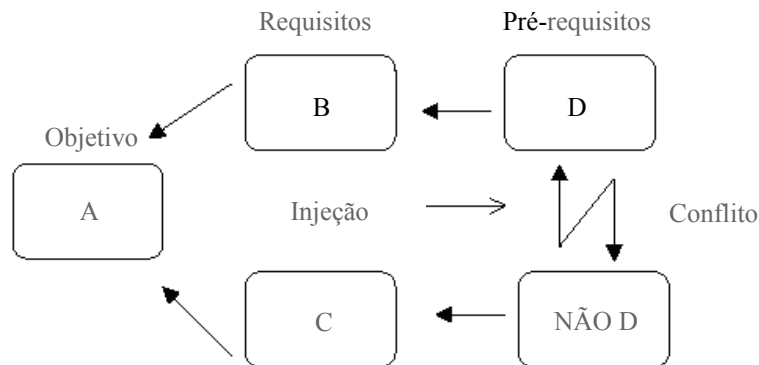 Requisitos
Pré-requisitos
B
D
Objetivo
A
Injeção
Conflito
C
NÃO D